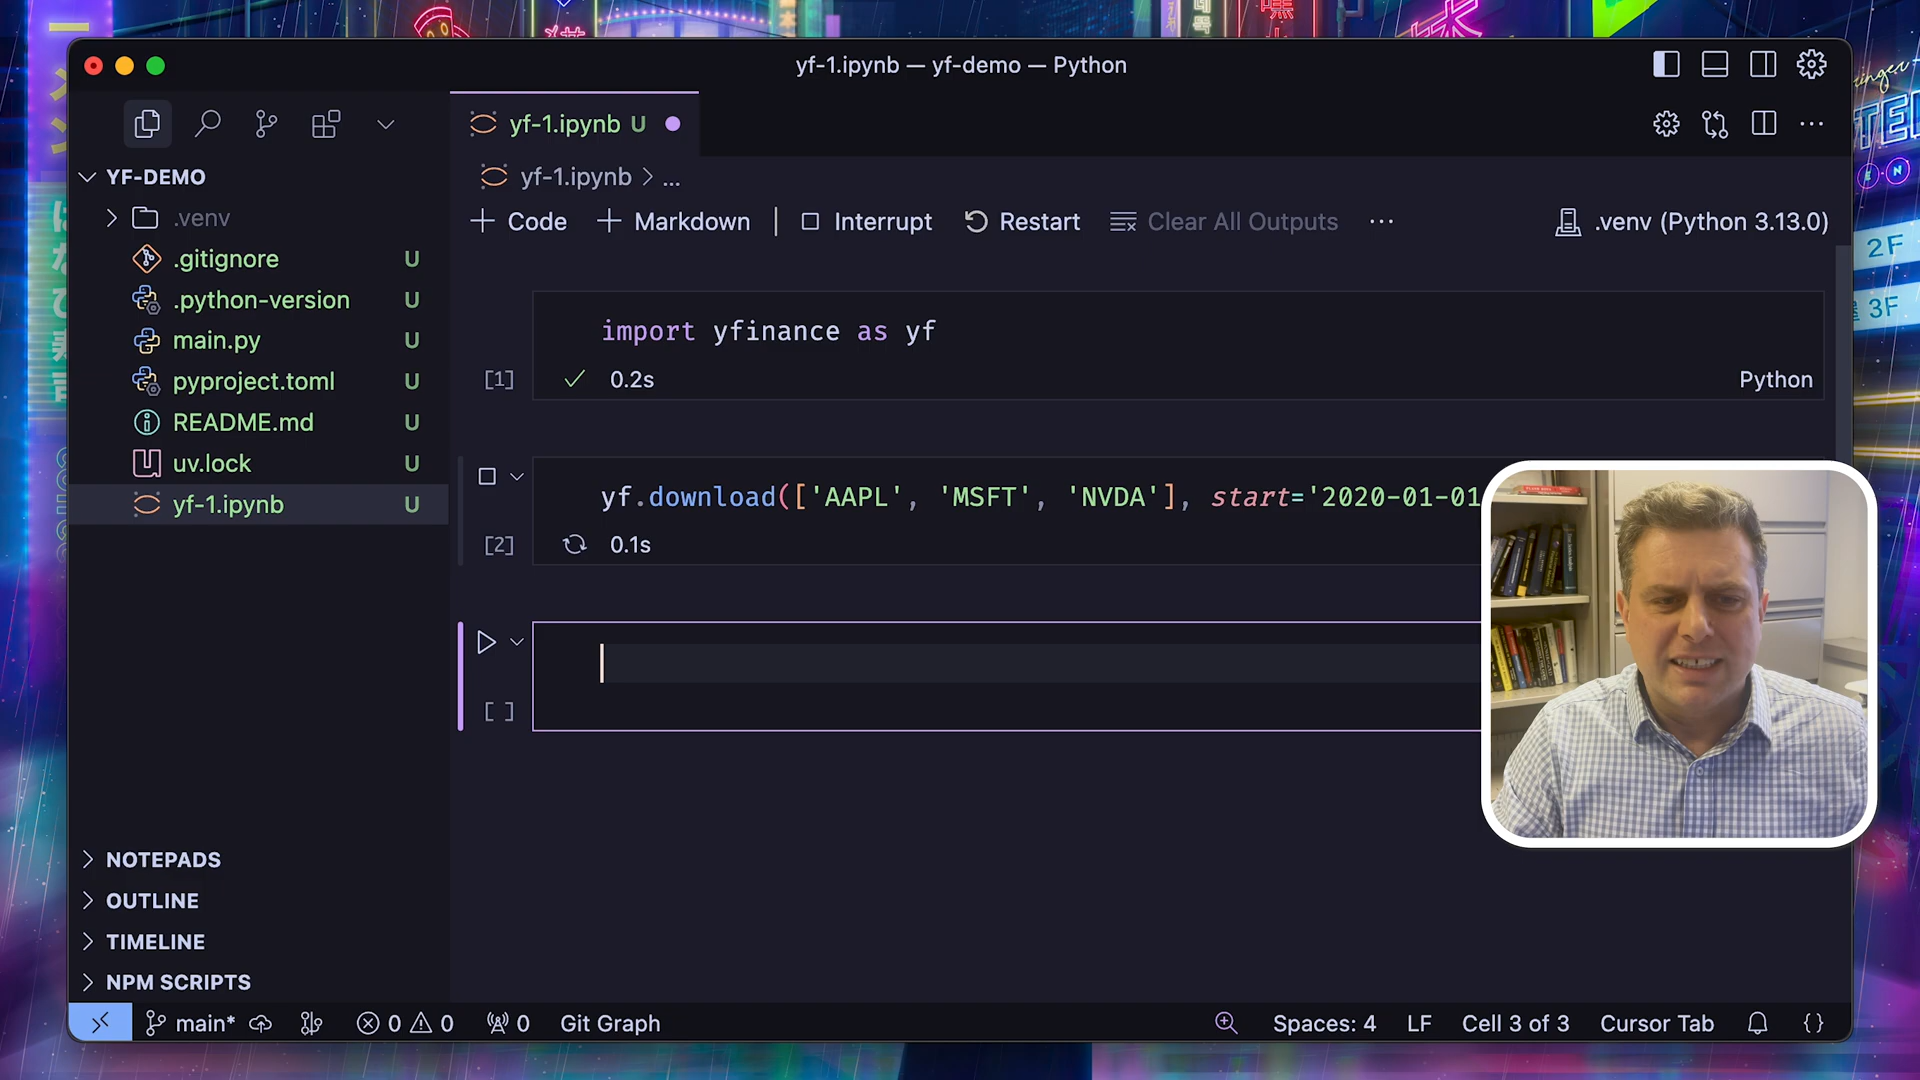 yf-1.ipynb — yf-demo — Python
yf-1.ipynb U
YF-DEMO
yf-1.ipynb > ...
.venv
Code
Markdown
Interrupt
Restart
Clear All Outputs
.venv (Python 3.13.0)
.gitignore U
.python-version U
main.py U
pyproject.toml U
README.md U
uv.lock U
yf-1.ipynb U
import yfinance as yf
[1]
0.2s
Python
yf.download(['AAPL', 'MSFT', 'NVDA'], start='2020-01-01
[2]
0.1s
[ ]
NOTEPADS
OUTLINE
TIMELINE
NPM SCRIPTS
main*
0
0
0
Git Graph
Spaces: 4
LF
Cell 3 of 3
Cursor Tab
{}
2F
3F